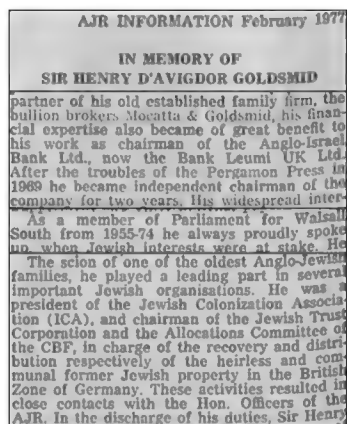 AJR INFORMATION February 1977
IN MEMORY OF
SIR HENRY D'AVIGDOR GOLDSMID
partner of his old established family firm, the
bullion brokers Mocatta & Goldsmid, his finan-
cial expertise also became of great benefit to
his work as chairman of the Anglo-Israel
Bank Ltd., now the Bank Leumi UK Ltd.
After the troubles of the Pergamon Press in
1969 he became independent chairman of the
company for two years. His widespread inter-
As a member of Parliament for Walsall
South from 1955-74 he always proudly spoke
up, when Jewish interests were at stake. He
The scion of one of the oldest Anglo-Jewish
families, he played a leading part in several
important Jewish organisations. He was a
president of the Jewish Colonization Associa-
tion (ICA), and chairman of the Jewish Trust
Corporation and the Allocations Committee of
the CBF, in charge of the recovery and distri-
bution respectively of the heirless and com-
munal former Jewish property in the British
Zone of Germany. These activities resulted in
close contacts with the Hon. Officers of the
AJR. In the discharge of his duties, Sir Henry